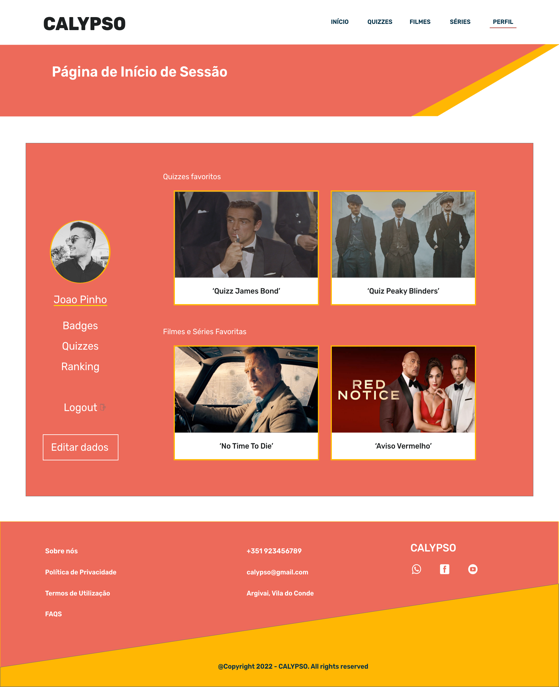 CALYPSO
INÍCIO
QUIZZES
FILMES
SÉRIES
PERFIL
Página de Início de Sessão
Quizzes favoritos
'Quizz James Bond'
'Quiz Peaky Blinders'
Joao Pinho
Badges
Quizzes
Ranking
Logout
Editar dados
Filmes e Séries Favoritas
RED
NOTICE
'No Time To Die'
'Aviso Vermelho'
Sobre nós
Política de Privacidade
Termos de Utilização
FAQS
+351 923456789
calypso@gmail.com
Argivai, Vila do Conde
CALYPSO
@Copyright 2022 – CALYPSO. All rights reserved